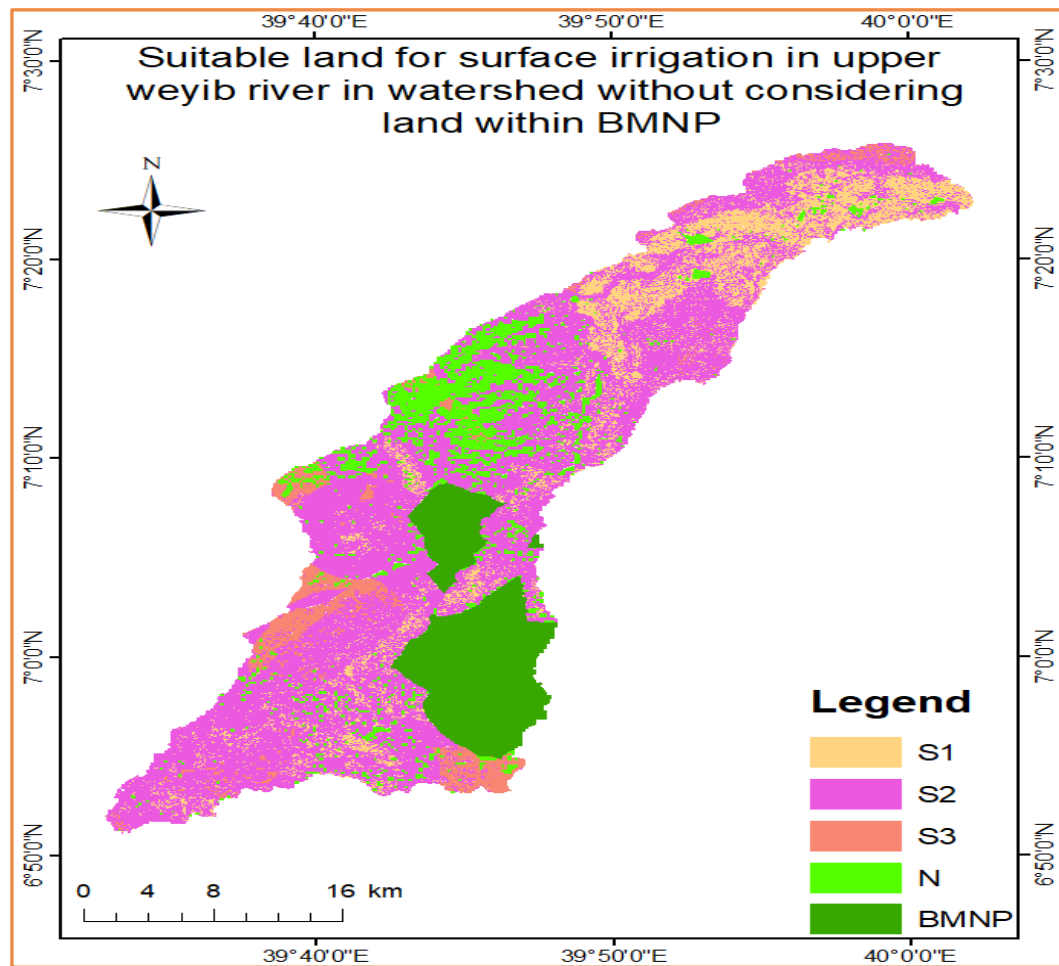 39°40'0"E 39°50'0"E 40°0'0"E
Suitable land for surface irrigation in upper
weyib river in watershed without considering
land within BMNP
N
7°30'0"N 7°30'0"N
7°20'0"N 7°20'0"N
7°10'0"N 7°10'0"N
7°0'0"N 7°0'0"N
6°50'0"N 6°50'0"N
Legend
S1
S2
S3
N
BMNP
0 4 8 16 km
39°40'0"E 39°50'0"E 40°0'0"E